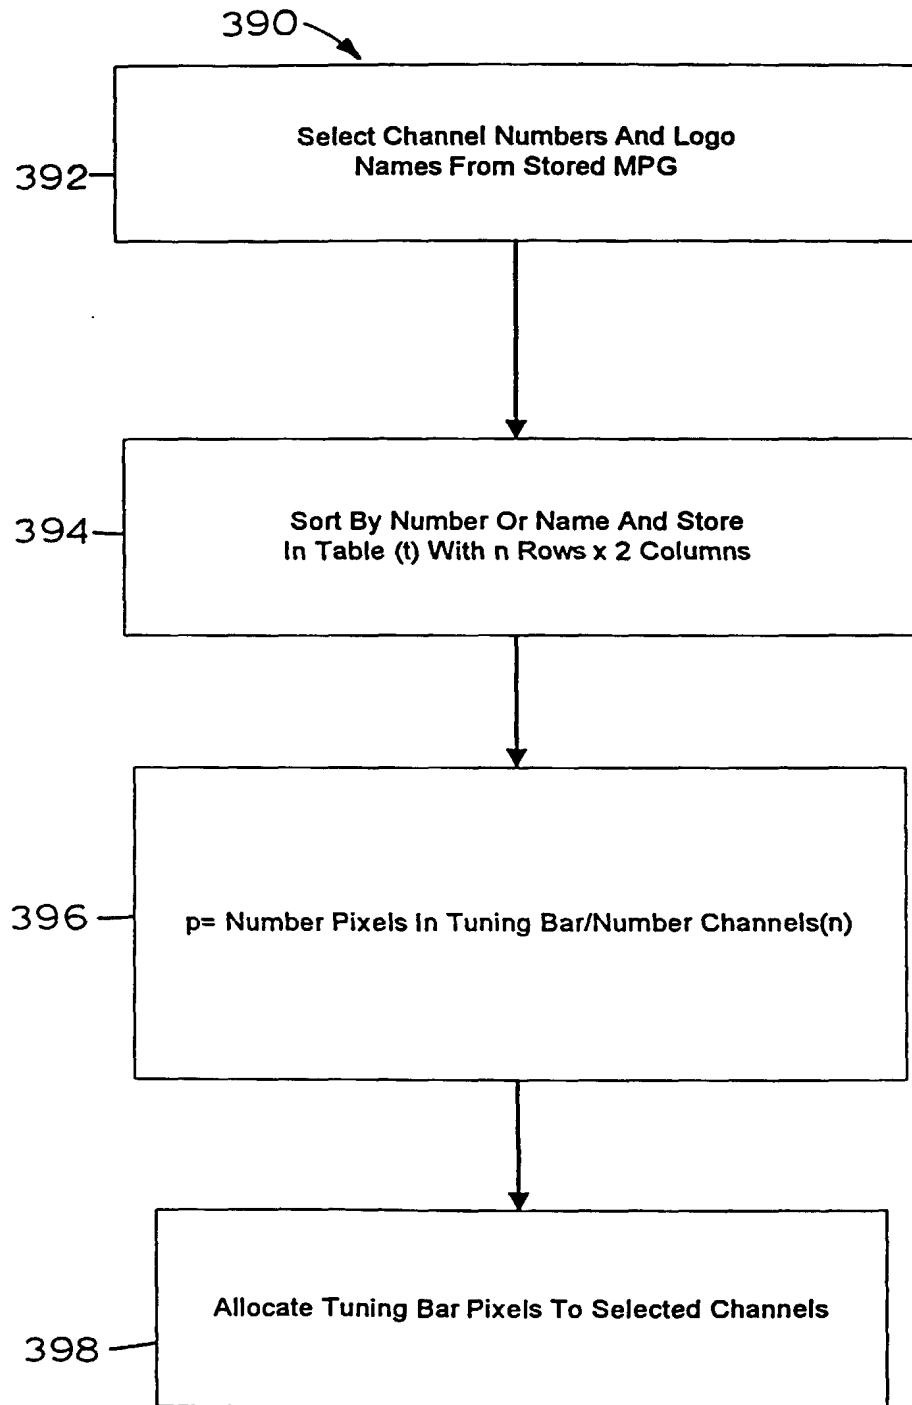 390
Select Channel Numbers And Logo
Names From Stored MPG
392
Sort By Number Or Name And Store
In Table (t) With n Rows x 2 Columns
394
p= Number Pixels In Tuning Bar/Number Channels(n)
396
Allocate Tuning Bar Pixels To Selected Channels
398